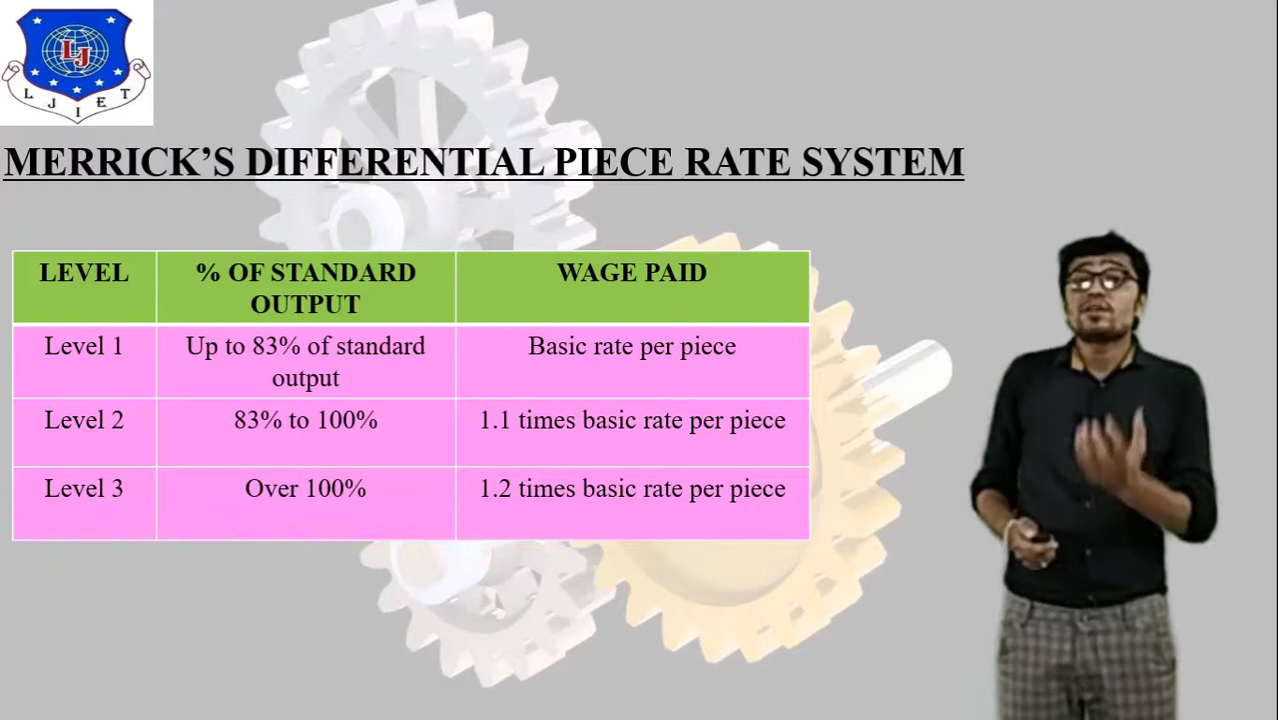 LJ
LJIET
MERRICK’S DIFFERENTIAL PIECE RATE SYSTEM
LEVEL
% OF STANDARD
OUTPUT
WAGE PAID
Level 1
Up to 83% of standard
output
Basic rate per piece
Level 2
83% to 100%
1.1 times basic rate per piece
Level 3
Over 100%
1.2 times basic rate per piece